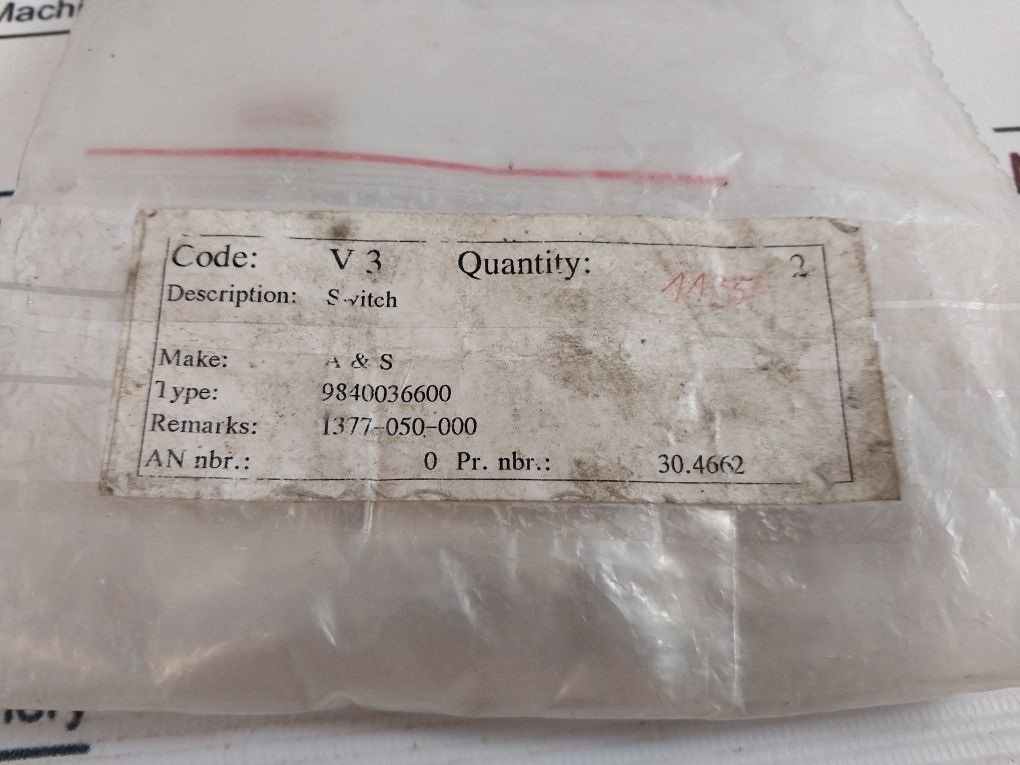 Machi
Code: V 3 Quantity: 2
1155
Description: Switch
Make: A & S
Type: 9840036600
Remarks: 1377-050-000
AN nbr.: 0 Pr. nbr.: 30.4662